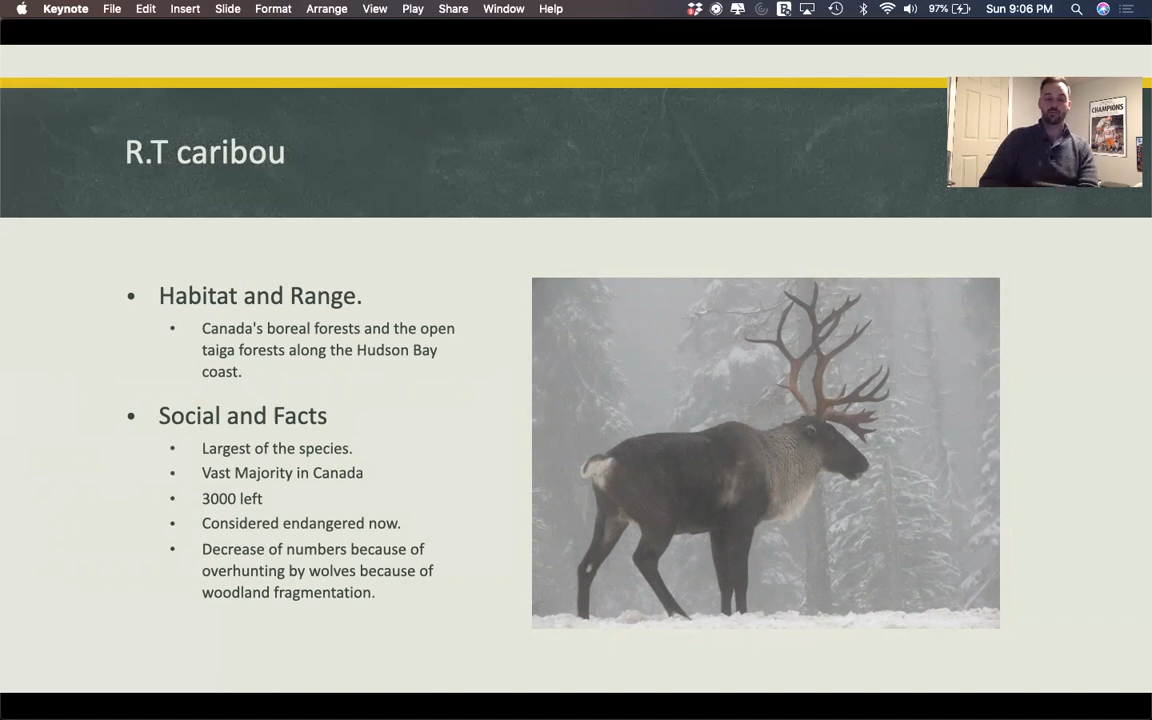 Keynote File Edit Insert Slide Format Arrange View Play Share Window Help 97% Sun 9:06 PM
CHAMPIONS
R.T caribou
• Habitat and Range.
• Canada's boreal forests and the open
taiga forests along the Hudson Bay
coast.
• Social and Facts
• Largest of the species.
• Vast Majority in Canada
• 3000 left
• Considered endangered now.
• Decrease of numbers because of
overhunting by wolves because of
woodland fragmentation.